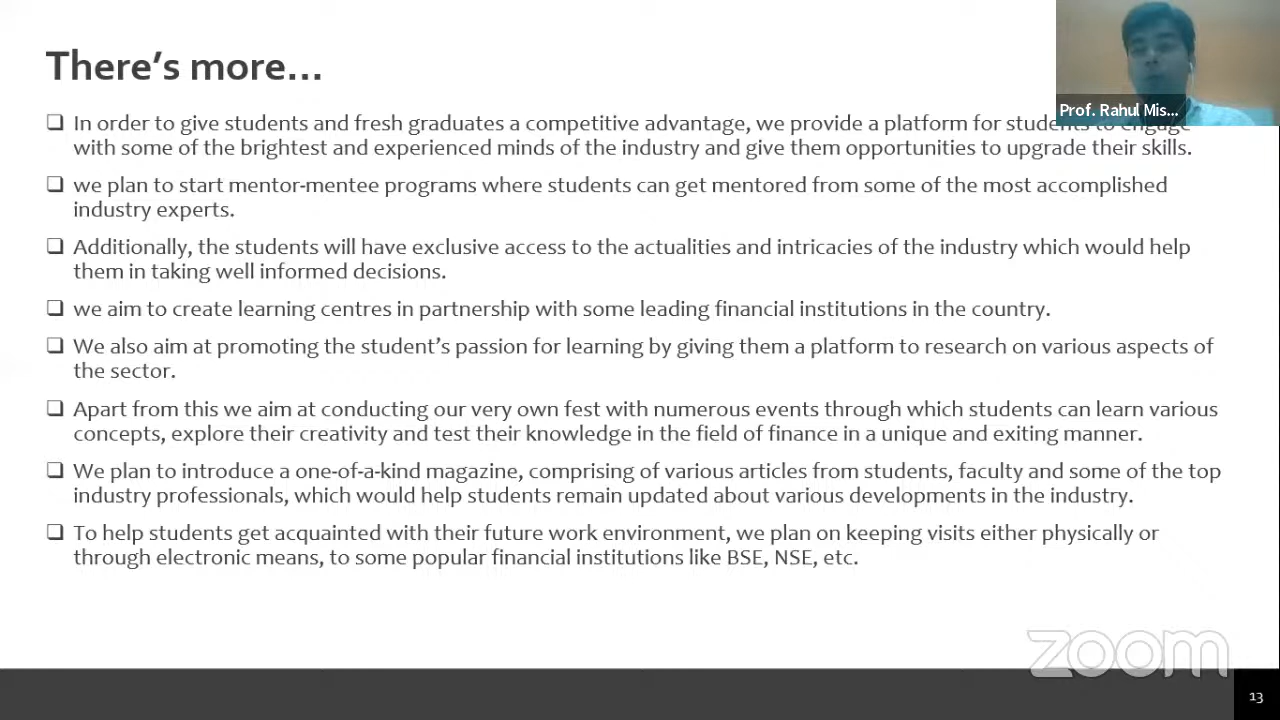 There's more…
Prof. Rahul Mis...
❑ In order to give students and fresh graduates a competitive advantage, we provide a platform for students to engage
with some of the brightest and experienced minds of the industry and give them opportunities to upgrade their skills.
❑ we plan to start mentor-mentee programs where students can get mentored from some of the most accomplished
industry experts.
❑ Additionally, the students will have exclusive access to the actualities and intricacies of the industry which would help
them in taking well informed decisions.
❑ we aim to create learning centres in partnership with some leading financial institutions in the country.
❑ We also aim at promoting the student's passion for learning by giving them a platform to research on various aspects of
the sector.
❑ Apart from this we aim at conducting our very own fest with numerous events through which students can learn various
concepts, explore their creativity and test their knowledge in the field of finance in a unique and exiting manner.
❑ We plan to introduce a one-of-a-kind magazine, comprising of various articles from students, faculty and some of the top
industry professionals, which would help students remain updated about various developments in the industry.
❑ To help students get acquainted with their future work environment, we plan on keeping visits either physically or
through electronic means, to some popular financial institutions like BSE, NSE, etc.
zoom
13